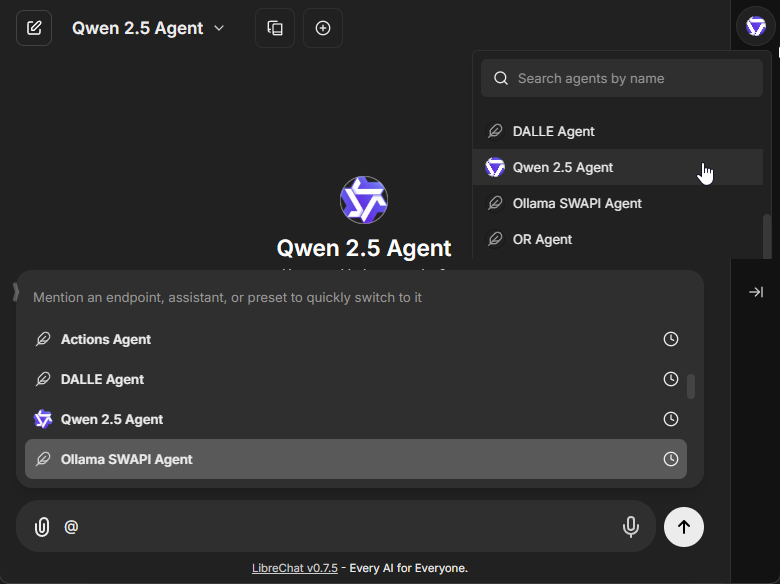 Qwen 2.5 Agent
Search agents by name
DALLE Agent
Qwen 2.5 Agent
Ollama SWAPI Agent
OR Agent
Qwen 2.5 Agent
Mention an endpoint, assistant, or preset to quickly switch to it
Actions Agent
DALLE Agent
Qwen 2.5 Agent
Ollama SWAPI Agent
@
LibreChat v0.7.5 - Every AI for Everyone.